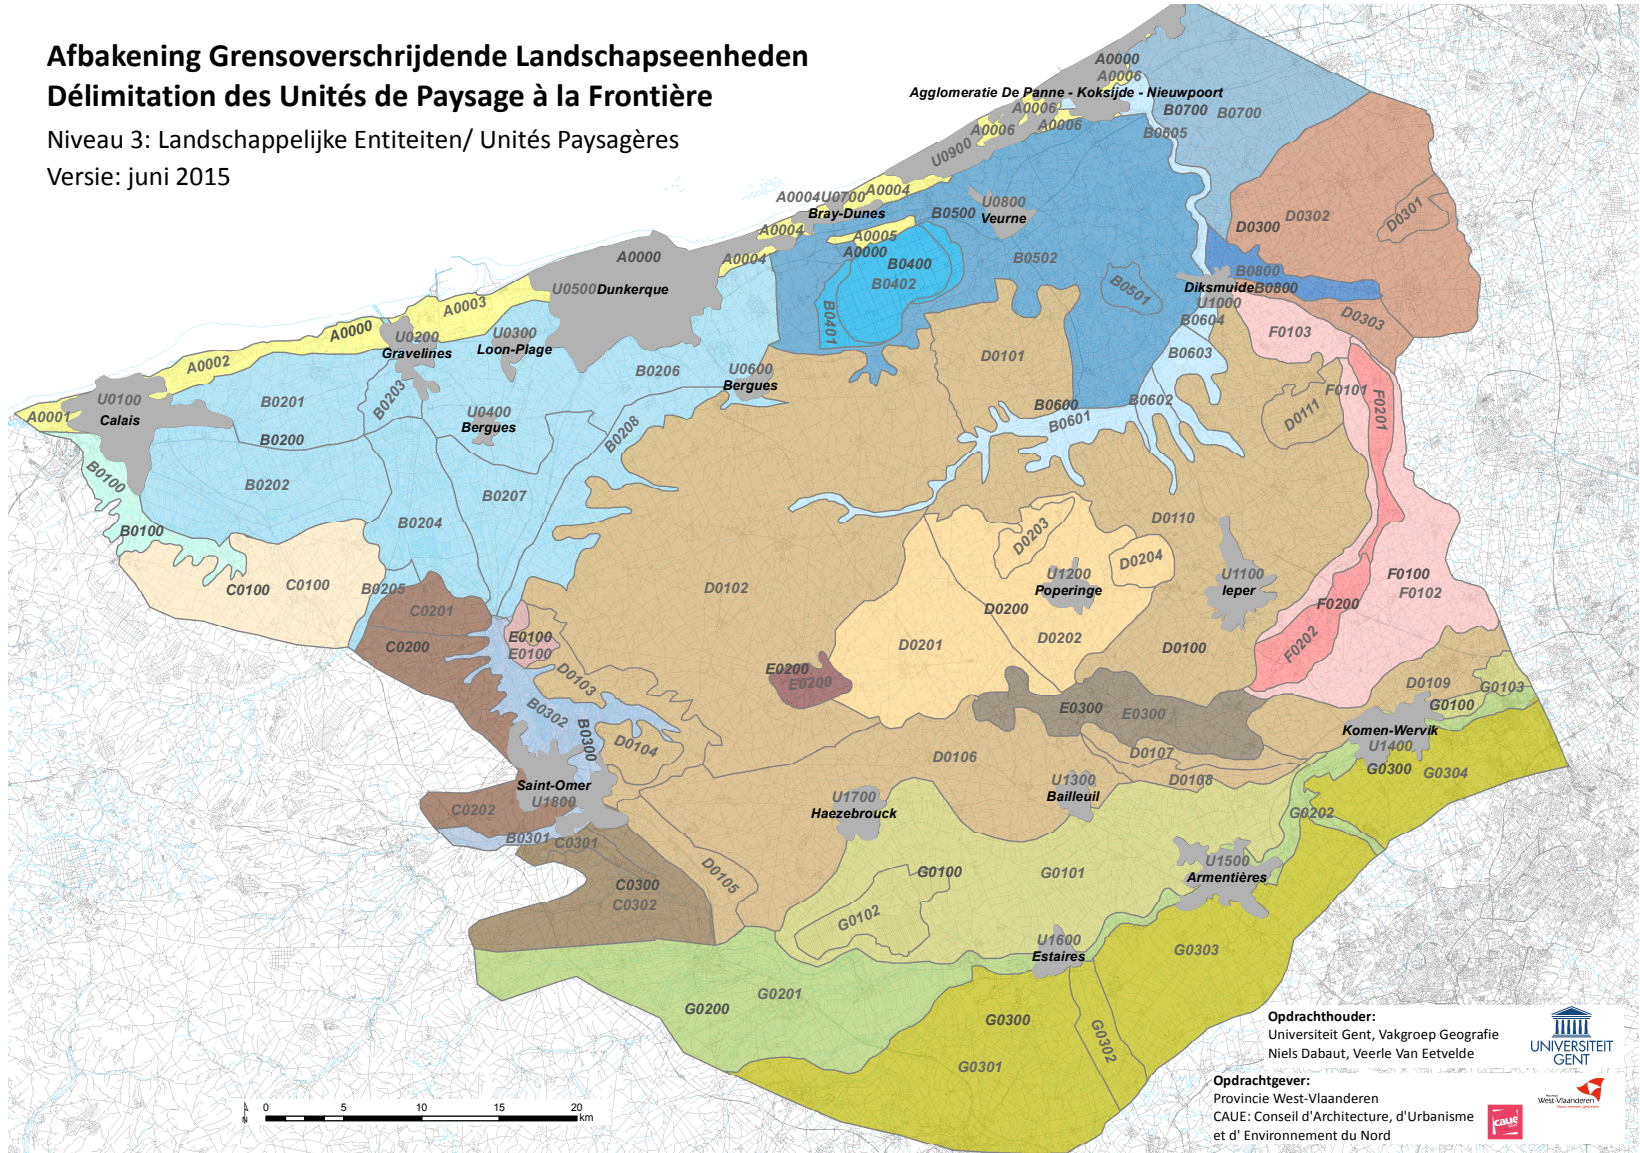 Afbakening Grensoverschrijdende Landschapseenheden
Délimitation des Unités de Paysage à la Frontière
Niveau 3: Landschappelijke Entiteiten/ Unités Paysagères
Versie: juni 2015
A0000
A0006
Agglomeratie De Panne - Koksijde - Nieuwpoort
A0006
B0700
B0700
A0006
A0006
B0605
U0900
A0004
U0700
A0004
Bray-Dunes
B0500
U0800
Veurne
D0302
D0301
D0300
A0004
A0005
A0000
A0004
A0000
B0400
B0402
B0502
B0501
B0800
B0800
Diksmuide
U1000
U0500
Dunkerque
A0003
A0000
B0401
B0604
D0303
F0103
U0200
Gravelines
U0300
Loon-Plage
A0002
D0101
B0603
B0206
U0600
Bergues
U0100
Calais
A0001
B0201
B0203
U0400
Bergues
B0200
B0208
B0600
B0601
B0602
D0111
F0101
F0201
B0100
B0202
B0207
B0204
B0100
D0110
D0203
D0204
C0100
C0100
B0205
C0201
C0200
D0102
U1200
Poperinge
U1100
Ieper
D0200
D0202
D0201
D0100
F0100
F0102
F0200
F0202
E0100
E0100
D0103
E0200
E0200
B0302
B0300
D0104
E0300
E0300
D0109
G0103
G0100
Komen-Wervik
U1400
G0300
G0304
D0106
D0107
D0108
Saint-Omer
U1800
U1700
Haezebrouck
U1300
Bailleuil
C0202
B0301
C0301
G0202
D0105
C0300
C0302
G0100
G0101
G0102
U1500
Armentières
U1600
Estaires
G0303
G0200
G0201
G0300
G0301
G0302
Opdrachthouder:
Universiteit Gent, Vakgroep Geografie
Niels Dabaut, Veerle Van Eetvelde
UNIVERSITEIT
GENT
Opdrachtgever:
Provincie West-Vlaanderen
CAUE: Conseil d'Architecture, d'Urbanisme
et d' Environnement du Nord
West-Vlaanderen
caue
N
0 5 10 15 20
km